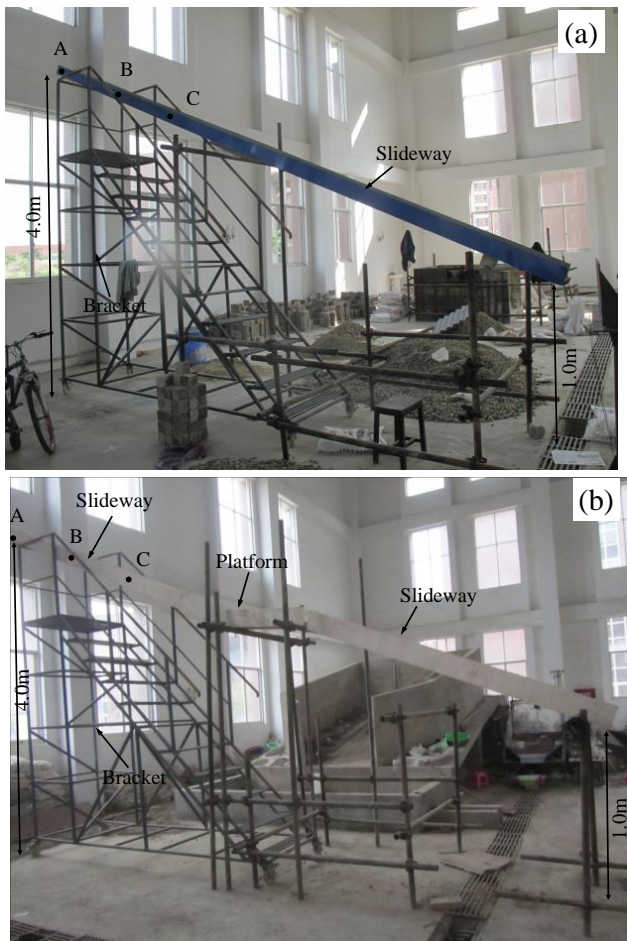 (a)
A
B
C
Slideway
4.0m
Bracket
1.0m
(b)
A
Slideway
B
C
Platform
Slideway
4.0m
Bracket
1.0m